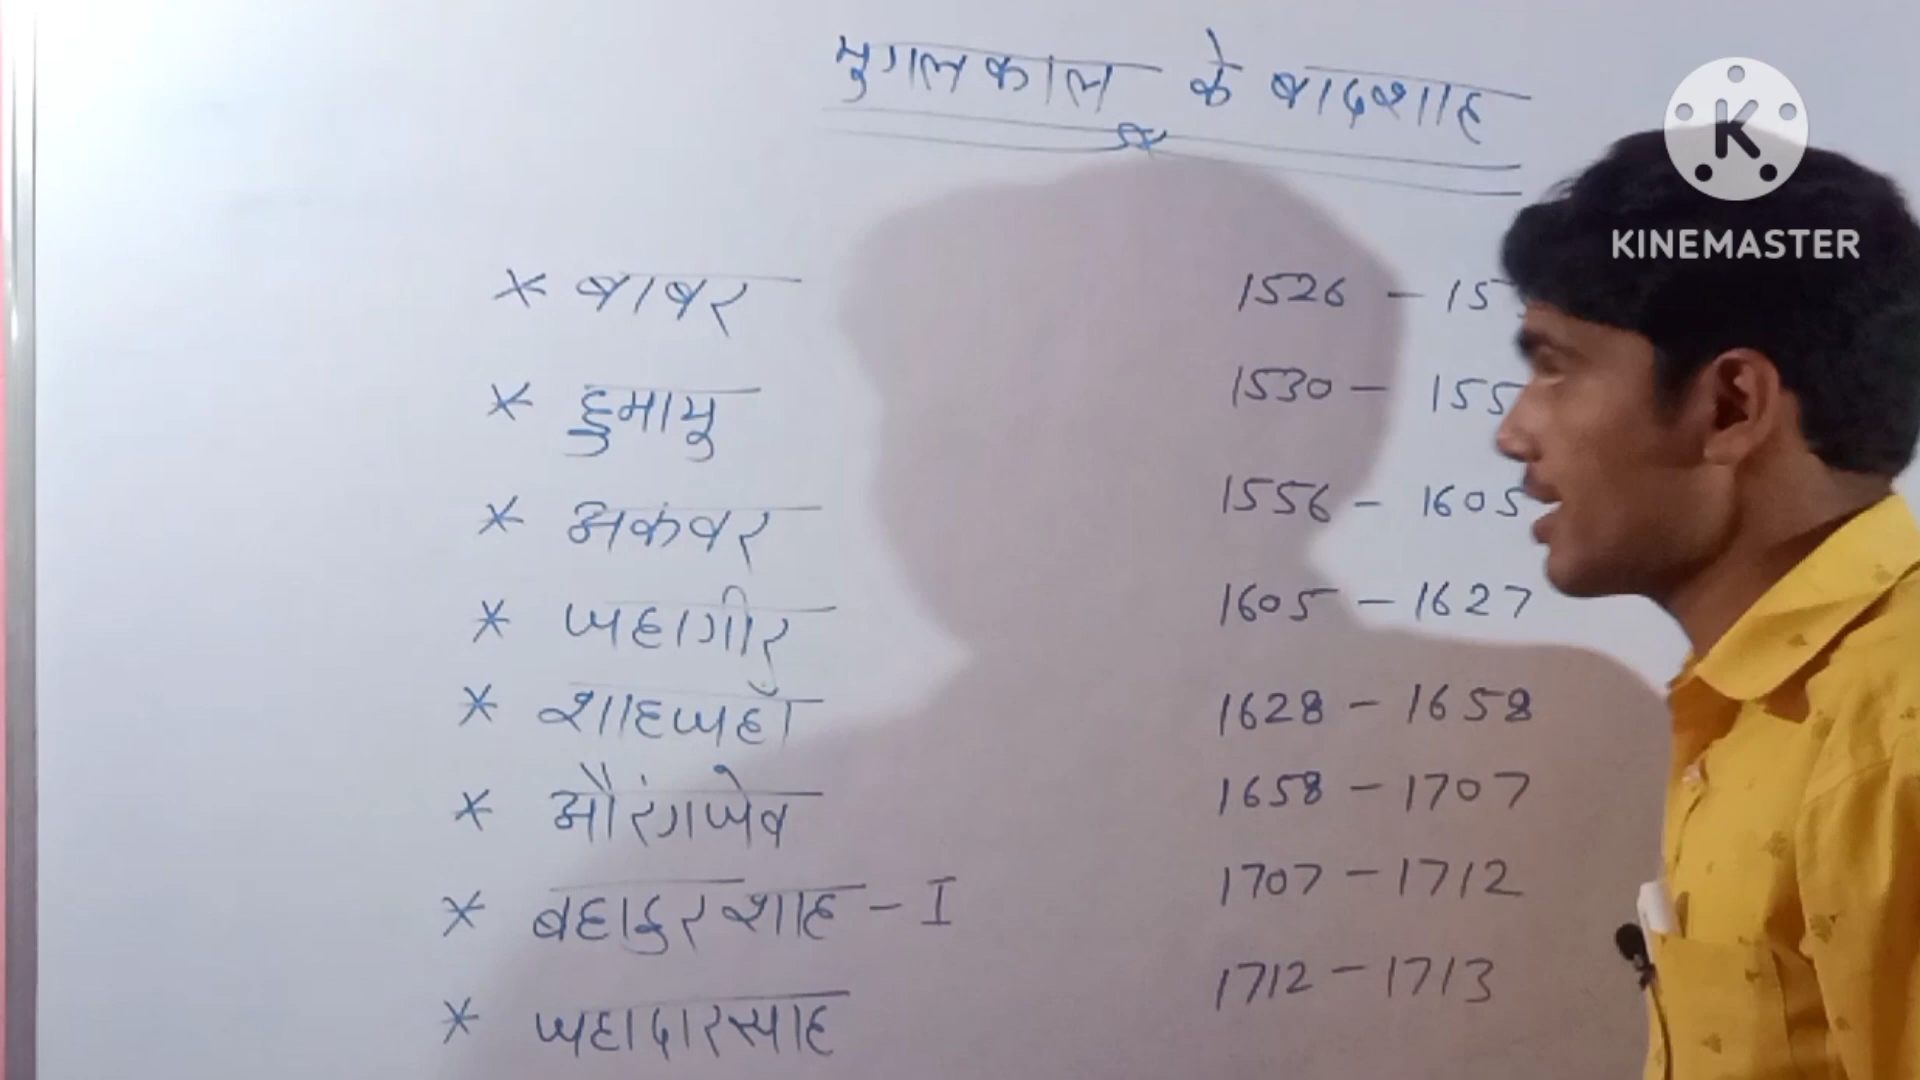 मुगलकाल के बादशाह
* बाबर 1526 - 15
* हुमायु 1530 - 155
* अकबर 1556 - 1605
* जहागीर 1605 - 1627
* शाहजहाँ 1628 - 1658
* औरंगजेब 1658 - 1707
* बहादुरशाह - I 1707 - 1712
* जहादारसाह 1712 - 1713
K
KINEMASTER